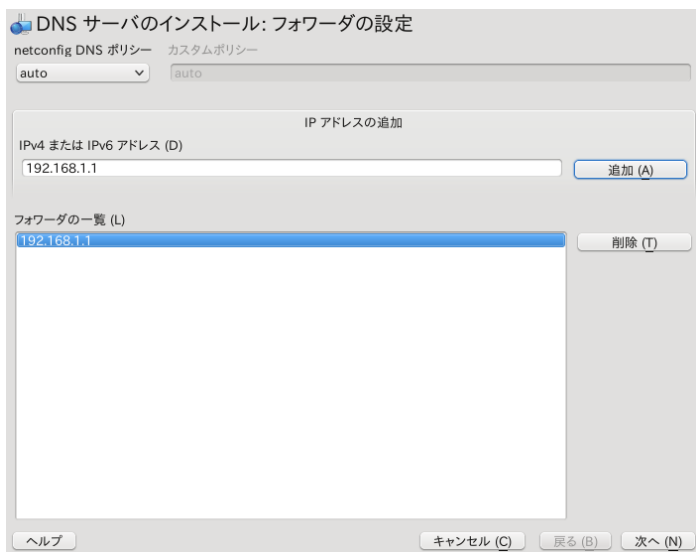 DNS サーバのインストール: フォワーダの設定
netconfig DNS ポリシー カスタムポリシー
auto auto
IP アドレスの追加
IPv4 または IPv6 アドレス (D)
192.168.1.1 追加 (A)
フォワーダの一覧 (L)
192.168.1.1 削除 (T)
ヘルプ キャンセル (C) 戻る (B) 次へ (N)